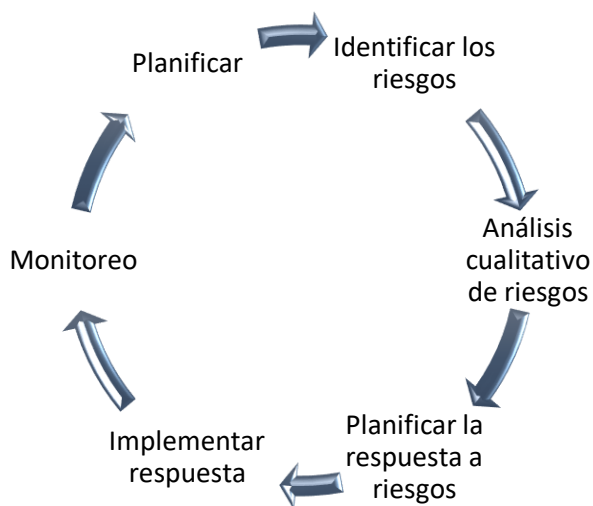 Planificar
Identificar los
riesgos
Análisis
cualitativo
de riesgos
Planificar la
respuesta a
riesgos
Implementar
respuesta
Monitoreo